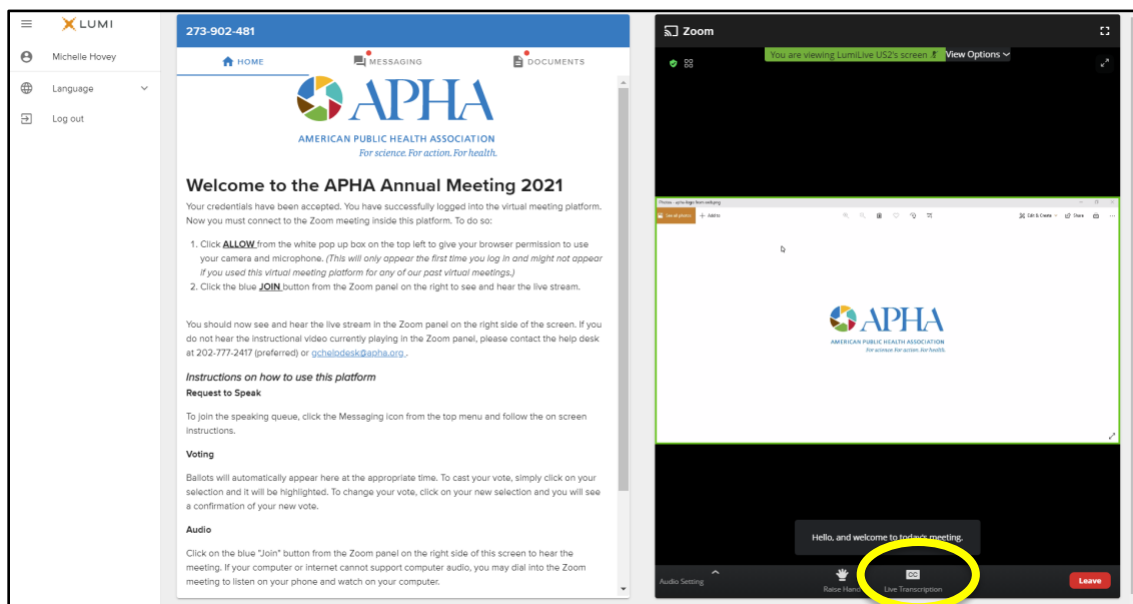 LUMI
Michelle Hovey
Language
Log out
273-902-481
HOME
MESSAGING
DOCUMENTS
APHA
AMERICAN PUBLIC HEALTH ASSOCIATION
For science. For action. For health.
Welcome to the APHA Annual Meeting 2021
Your credentials have been accepted. You have successfully logged into the virtual meeting platform.
Now you must connect to the Zoom meeting inside this platform. To do so:
1. Click ALLOW from the white pop up box on the top left to give your browser permission to use
your camera and microphone. (This will only appear the first time you log in and might not appear
if you used this virtual meeting platform for any of our past virtual meetings.)
2. Click the blue JOIN button from the Zoom panel on the right to see and hear the live stream.
You should now see and hear the live stream in the Zoom panel on the right side of the screen. If you
do not hear the instructional video currently playing in the Zoom panel, please contact the help desk
at 202-777-2417 (preferred) or gchelpdesk@apha.org .
Instructions on how to use this platform
Request to Speak
To join the speaking queue, click the Messaging icon from the top menu and follow the on screen
instructions.
Voting
Ballots will automatically appear here at the appropriate time. To cast your vote, simply click on your
selection and it will be highlighted. To change your vote, click on your new selection and you will see
a confirmation of your new vote.
Audio
Click on the blue "Join" button from the Zoom panel on the right side of this screen to hear the
meeting. If your computer or internet cannot support computer audio, you may dial into the Zoom
meeting to listen on your phone and watch on your computer.
Zoom
You are viewing LumiLive US2's screen
View Options
See all photos
Add to
Edit & Create
Share
APHA
AMERICAN PUBLIC HEALTH ASSOCIATION
For science. For action. For health.
Hello, and welcome to today's meeting.
Audio Setting
Raise Hand
CC
Live Transcription
Leave